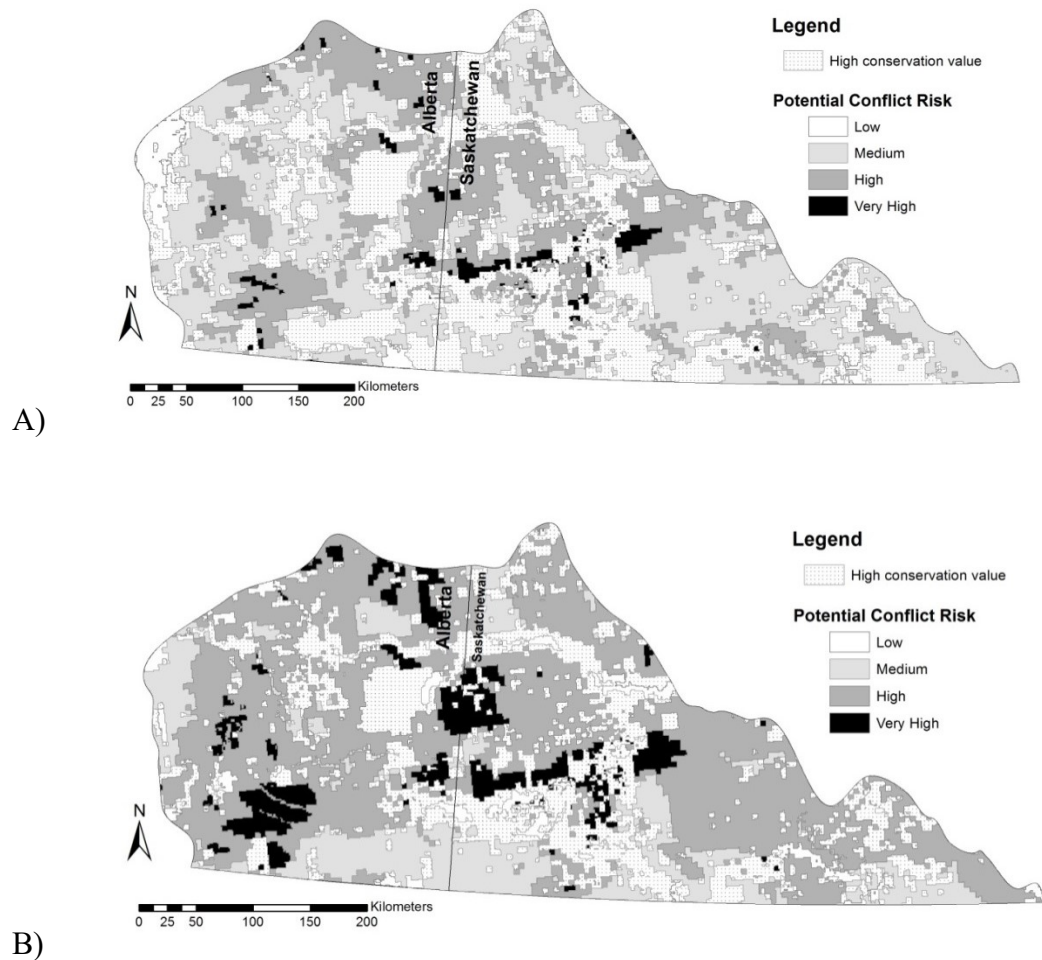 Legend
High conservation value
Potential Conflict Risk
Low
Medium
High
Very High
Alberta
Saskatchewan
N
Kilometers
0 25 50 100 150 200
A)
Legend
High conservation value
Potential Conflict Risk
Low
Medium
High
Very High
Alberta
Saskatchewan
N
Kilometers
0 25 50 100 150 200
B)